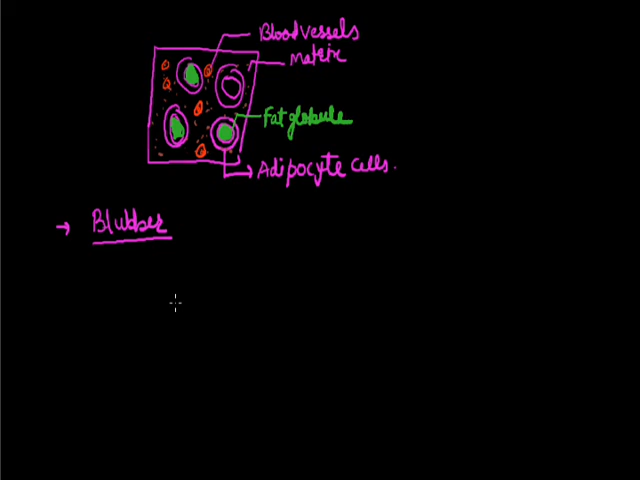 Blood vessels
Matrix
Fat globule
Adipocyte cells.
→ Blubber